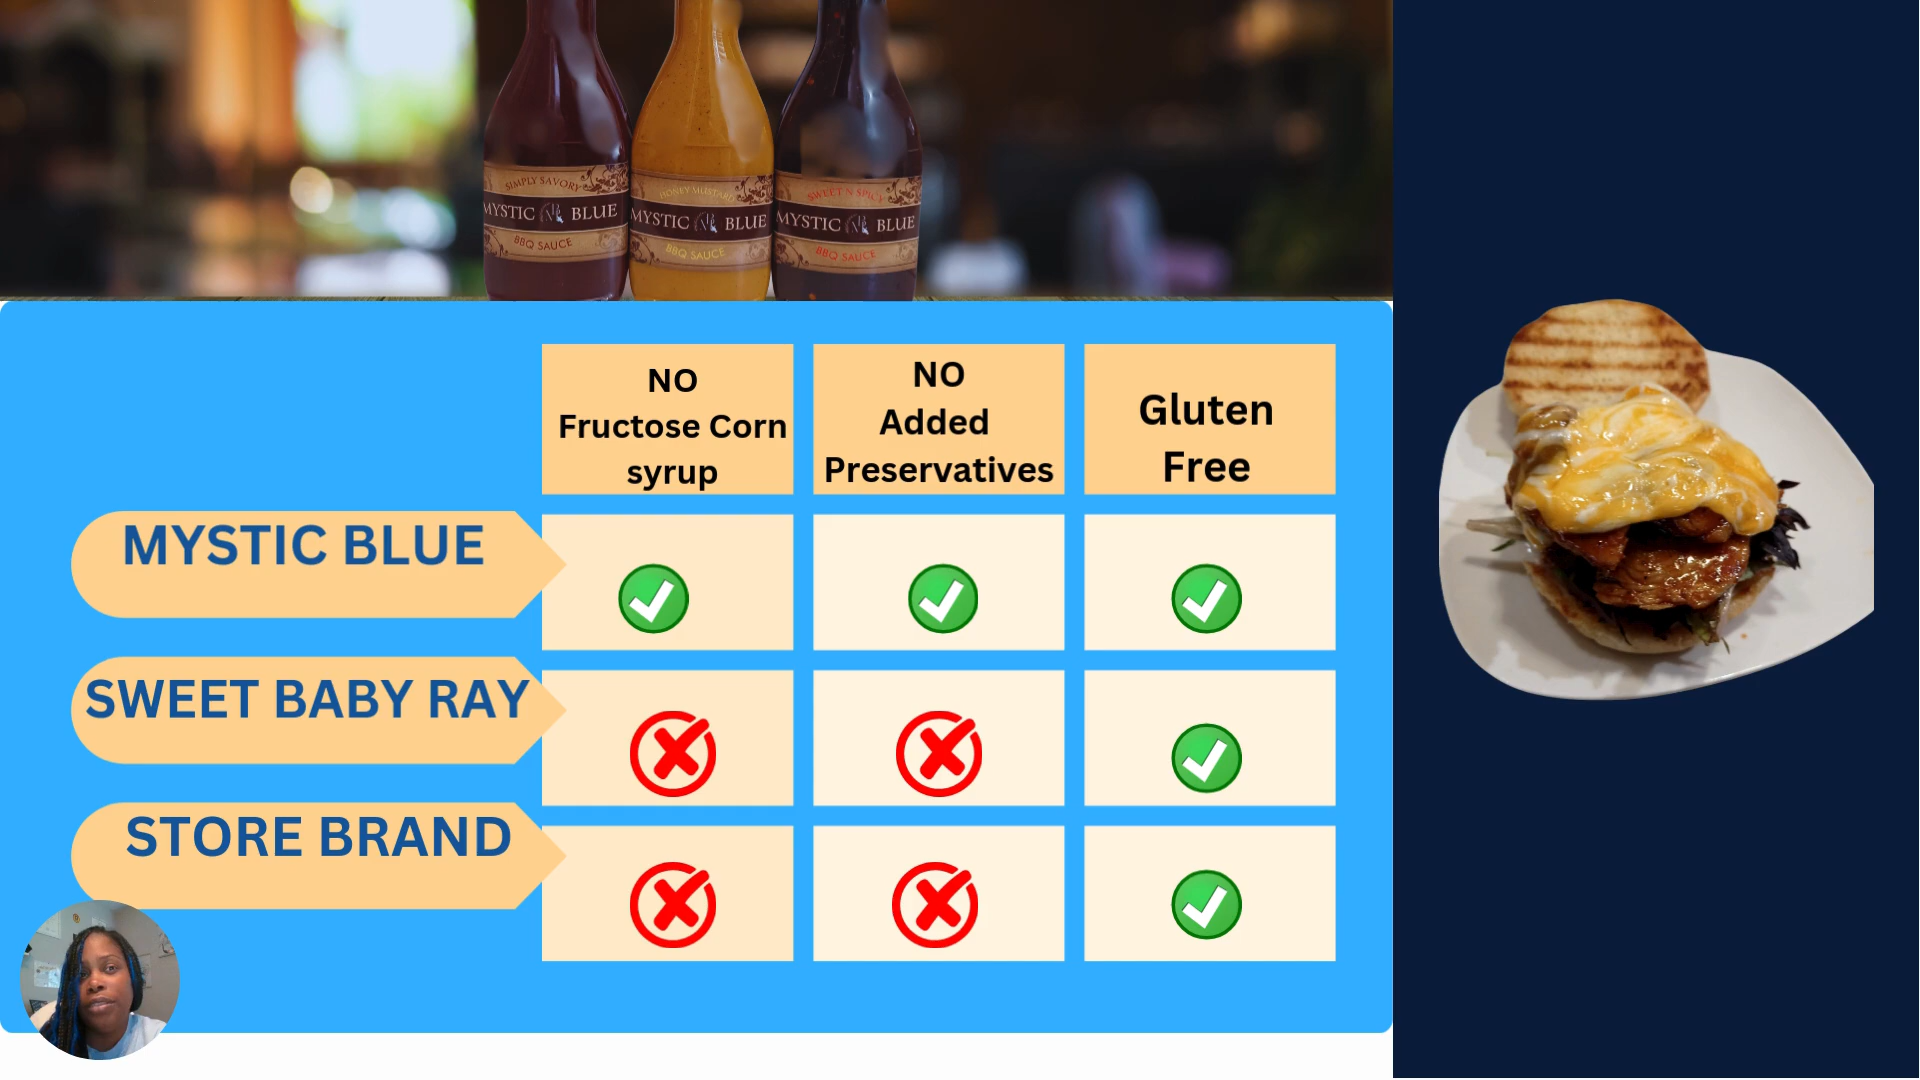 SIMPLY SAVORY
MYSTIC BLUE
BBQ SAUCE
HONEY MUSTARD
MYSTIC BLUE
BBQ SAUCE
SWEET N SPICY
MYSTIC BLUE
BBQ SAUCE
NO
Fructose Corn
syrup
NO
Added
Preservatives
Gluten
Free
MYSTIC BLUE
SWEET BABY RAY
STORE BRAND